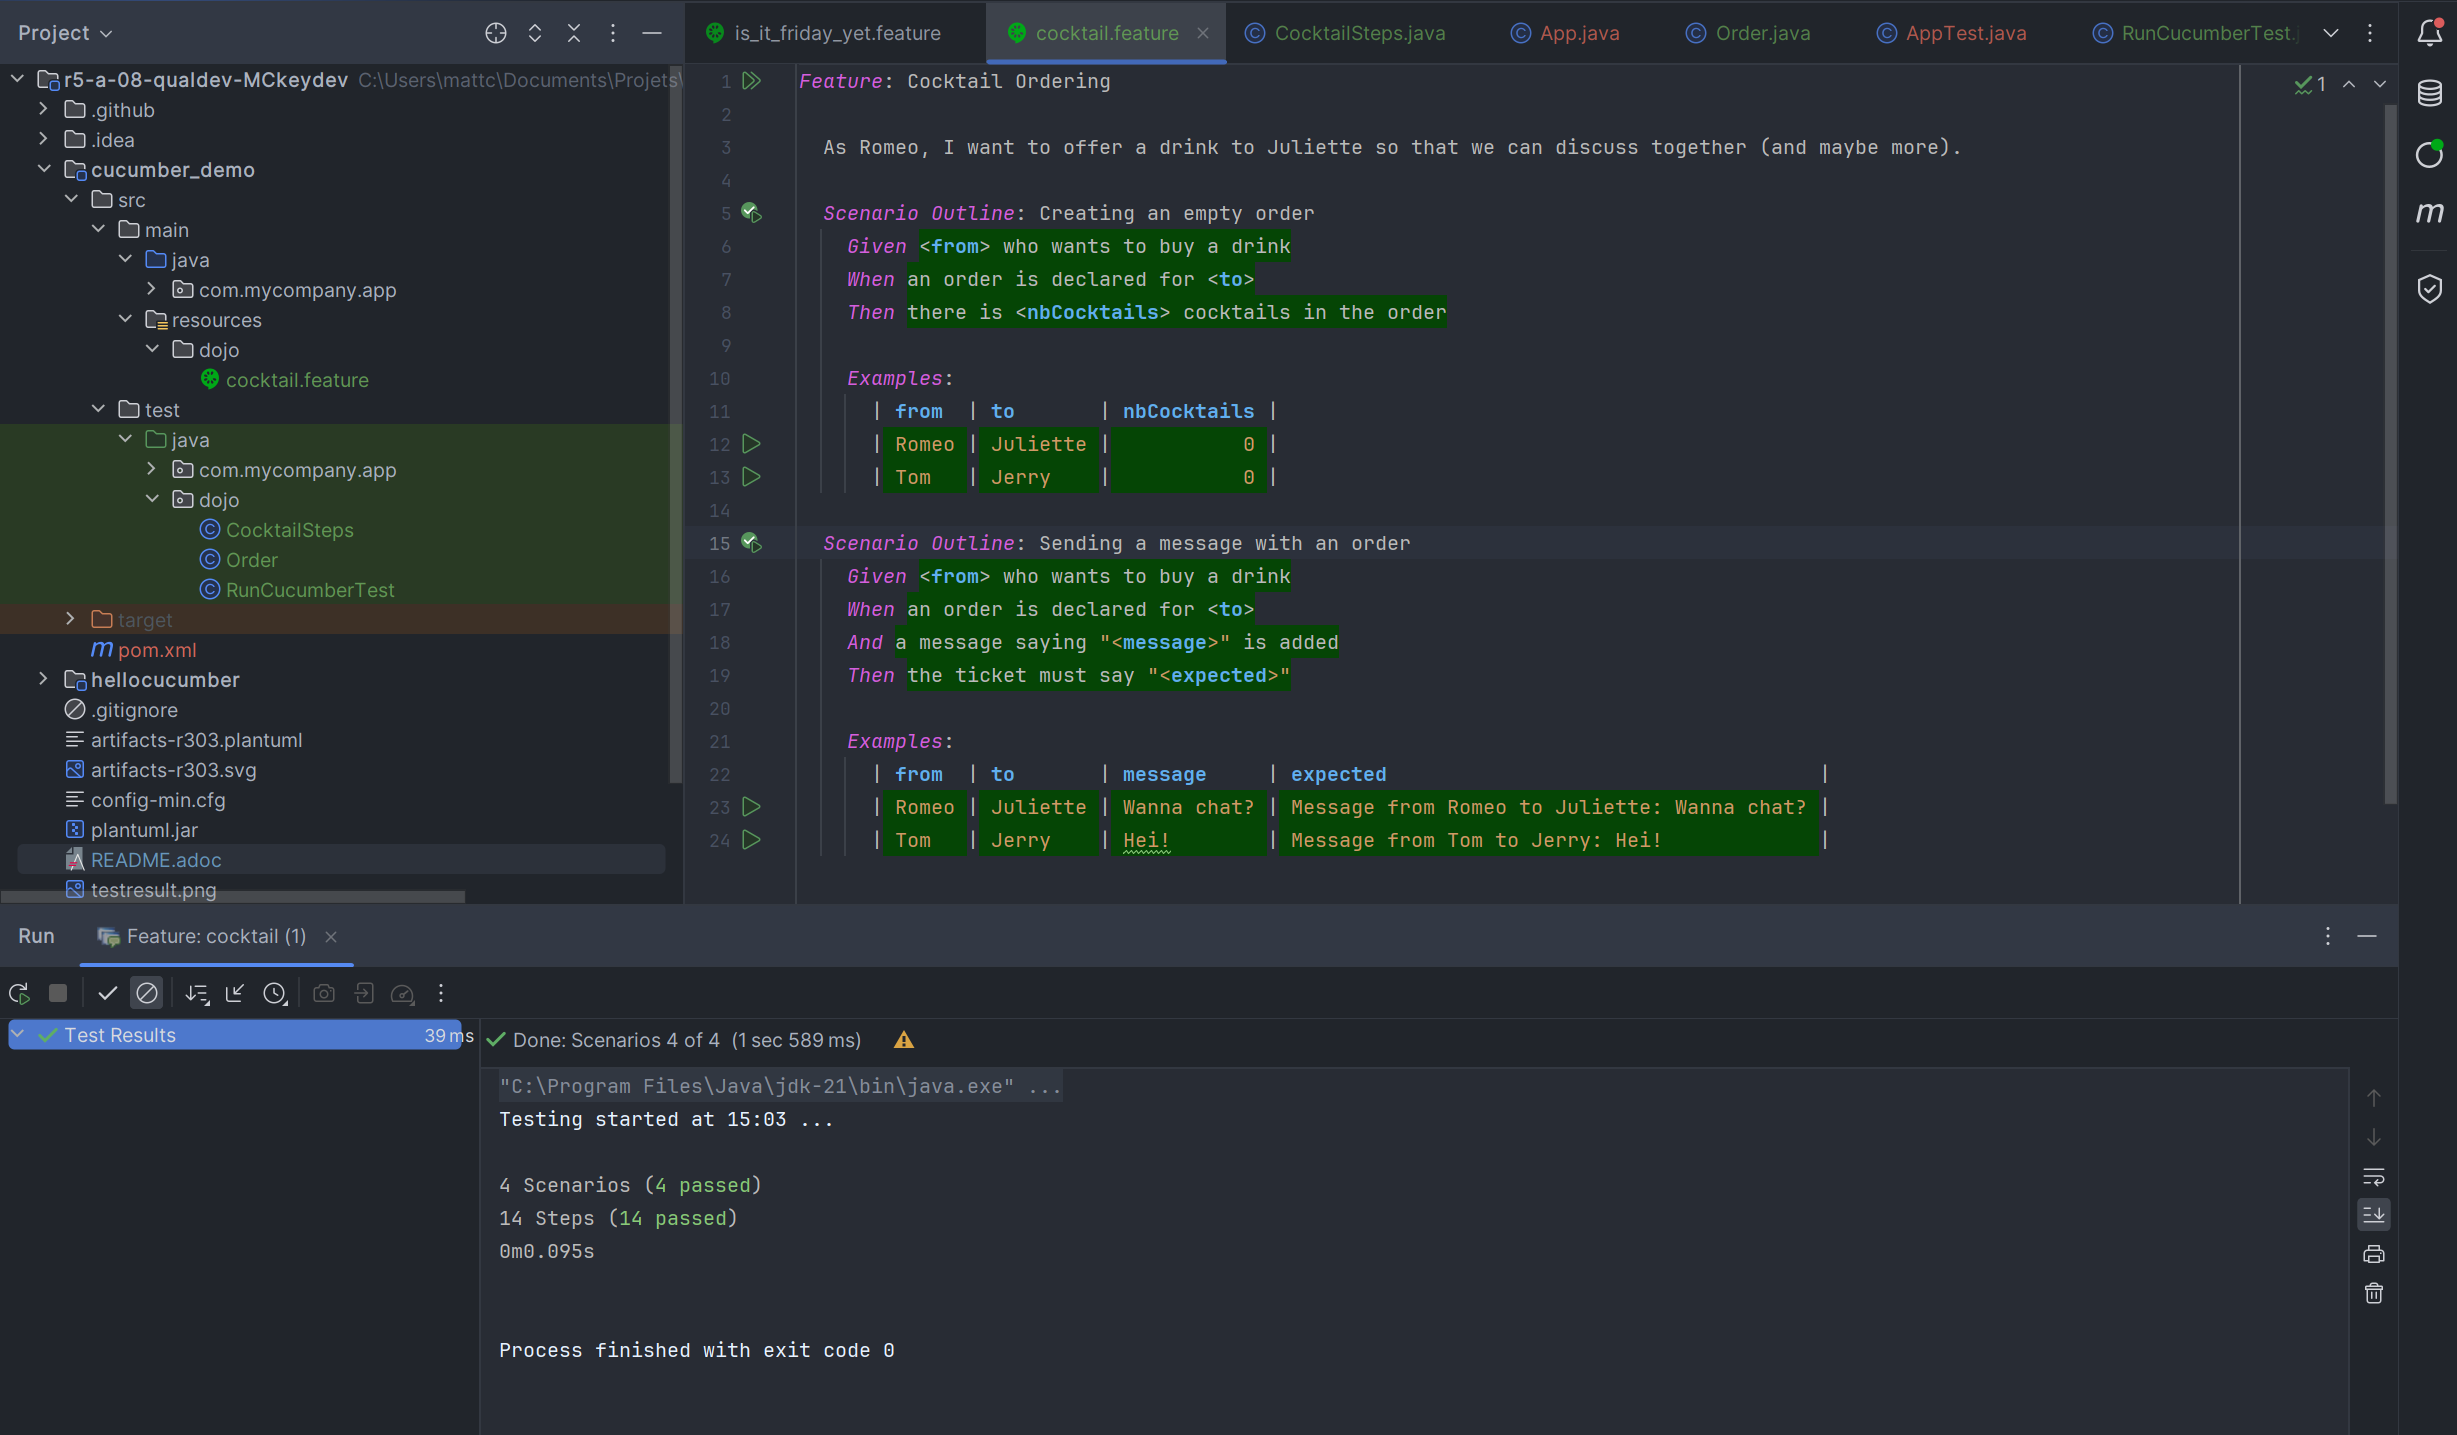 Project
is_it_friday_yet.feature
cocktail.feature
CocktailSteps.java
App.java
Order.java
AppTest.java
RunCucumberTest.j
r5-a-08-qualdev-MCkeydev C:\Users\mattc\Documents\Projets\
.github
.idea
cucumber_demo
src
main
java
com.mycompany.app
resources
dojo
cocktail.feature
test
java
com.mycompany.app
dojo
CocktailSteps
Order
RunCucumberTest
target
pom.xml
hellocucumber
.gitignore
artifacts-r303.plantuml
artifacts-r303.svg
config-min.cfg
plantuml.jar
README.adoc
testresult.png
1 Feature: Cocktail Ordering
1
2
3 As Romeo, I want to offer a drink to Juliette so that we can discuss together (and maybe more).
4
5 Scenario Outline: Creating an empty order
6 Given <from> who wants to buy a drink
7 When an order is declared for <to>
8 Then there is <nbCocktails> cocktails in the order
9
10 Examples:
11 | from | to | nbCocktails |
12 | Romeo | Juliette | 0 |
13 | Tom | Jerry | 0 |
14
15 Scenario Outline: Sending a message with an order
16 Given <from> who wants to buy a drink
17 When an order is declared for <to>
18 And a message saying "<message>" is added
19 Then the ticket must say "<expected>"
20
21 Examples:
22 | from | to | message | expected |
23 | Romeo | Juliette | Wanna chat? | Message from Romeo to Juliette: Wanna chat? |
24 | Tom | Jerry | Hei! | Message from Tom to Jerry: Hei! |
Run
Feature: cocktail (1)
Test Results 39 ms
Done: Scenarios 4 of 4 (1 sec 589 ms)
"C:\Program Files\Java\jdk-21\bin\java.exe" ...
Testing started at 15:03 ...
4 Scenarios (4 passed)
14 Steps (14 passed)
0m0.095s
Process finished with exit code 0